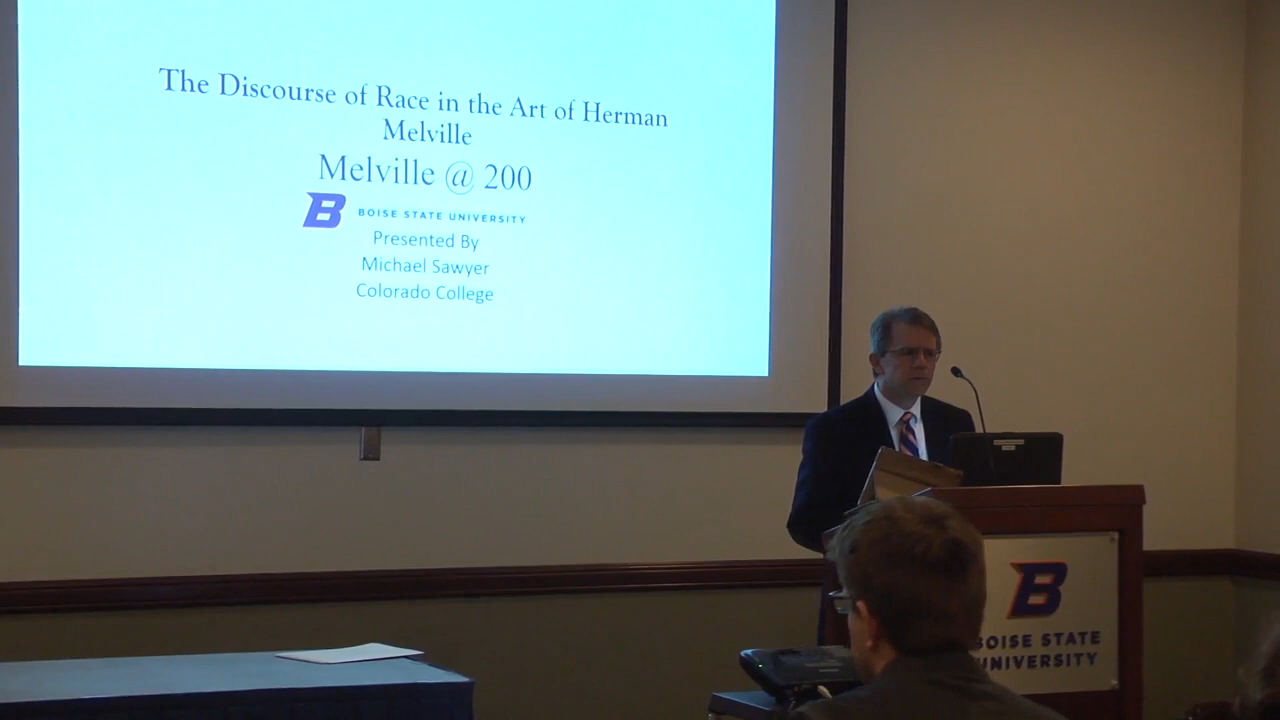 The Discourse of Race in the Art of Herman
Melville
Melville @ 200
B BOISE STATE UNIVERSITY
Presented By
Michael Sawyer
Colorado College
B
BOISE STATE
UNIVERSITY